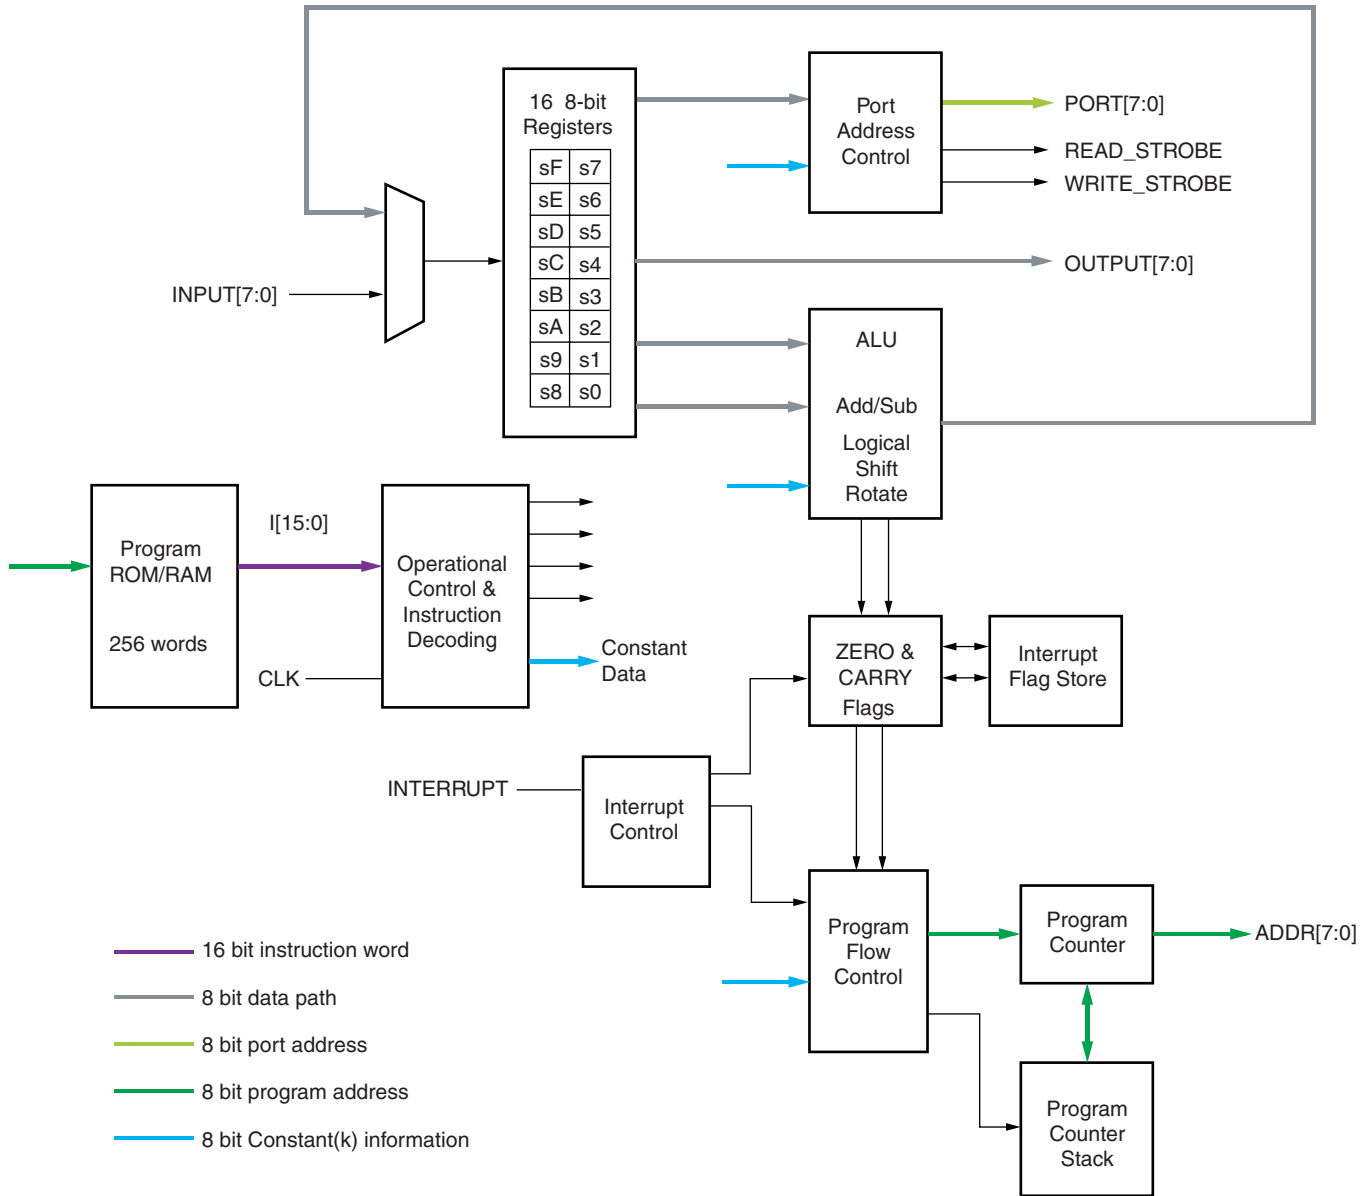 16 8-bit
Registers
sF s7
sE s6
sD s5
sC s4
sB s3
sA s2
s9 s1
s8 s0
Port
Address
Control
PORT[7:0]
READ_STROBE
WRITE_STROBE
INPUT[7:0]
OUTPUT[7:0]
ALU
Add/Sub
Logical
Shift
Rotate
Program
ROM/RAM
256 words
I[15:0]
CLK
Operational
Control &
Instruction
Decoding
Constant
Data
ZERO &
CARRY
Flags
Interrupt
Flag Store
INTERRUPT
Interrupt
Control
Program
Flow
Control
Program
Counter
ADDR[7:0]
Program
Counter
Stack
16 bit instruction word
8 bit data path
8 bit port address
8 bit program address
8 bit Constant(k) information